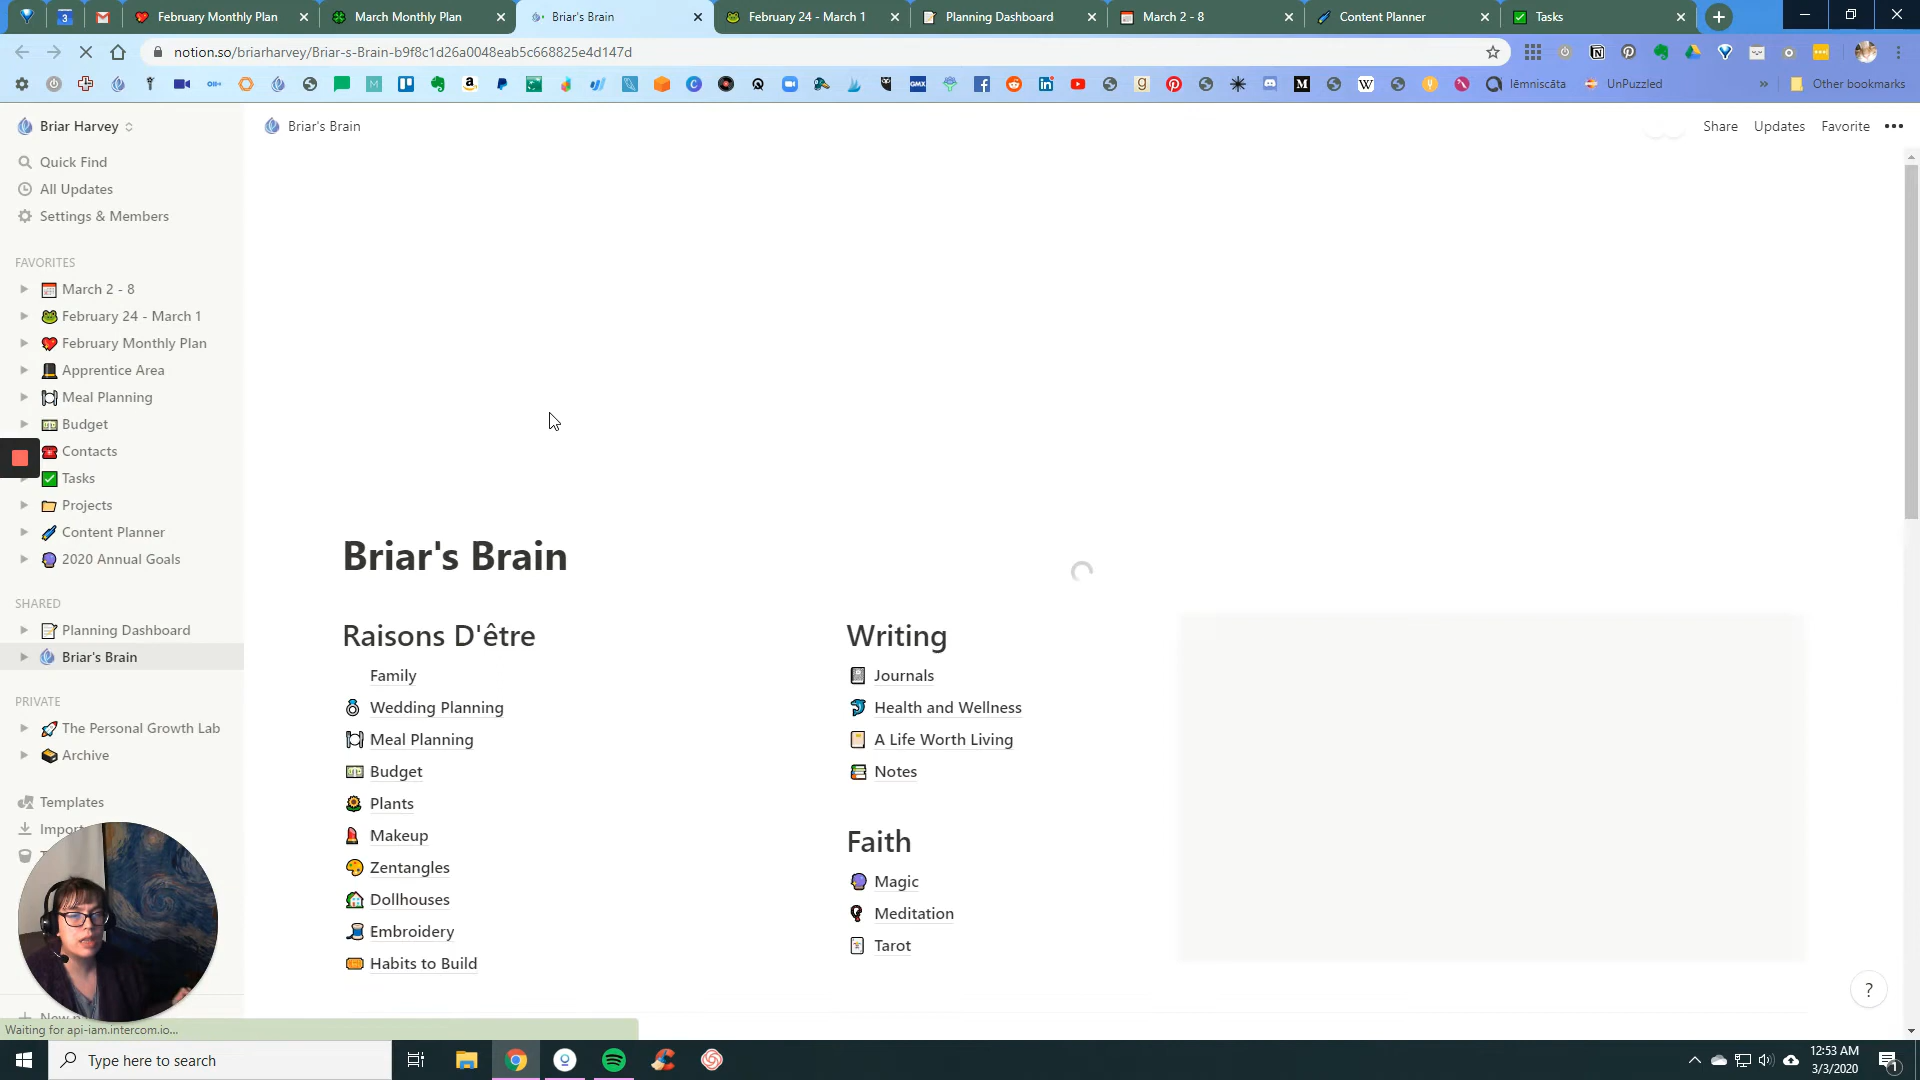 3
February Monthly Plan
March Monthly Plan
Briar's Brain
February 24 - March 1
Planning Dashboard
March 2 - 8
Content Planner
Tasks
notion.so/briarharvey/Briar-s-Brain-b9f8c1d26a0048eab5c668825e4d147d
lēmniscåta
UnPuzzled
Other bookmarks
Briar Harvey
Briar's Brain
Share
Updates
Favorite
Quick Find
All Updates
Settings & Members
FAVORITES
March 2 - 8
February 24 - March 1
February Monthly Plan
Apprentice Area
Meal Planning
Budget
Contacts
Tasks
Projects
Content Planner
2020 Annual Goals
SHARED
Planning Dashboard
Briar's Brain
PRIVATE
The Personal Growth Lab
Archive
Templates
Import
Briar's Brain
Raisons D'être
Family
Wedding Planning
Meal Planning
Budget
Plants
Makeup
Zentangles
Dollhouses
Embroidery
Habits to Build
Writing
Journals
Health and Wellness
A Life Worth Living
Notes
Faith
Magic
Meditation
Tarot
?
Waiting for api-iam.intercom.io...
Type here to search
12:53 AM
3/3/2020
1